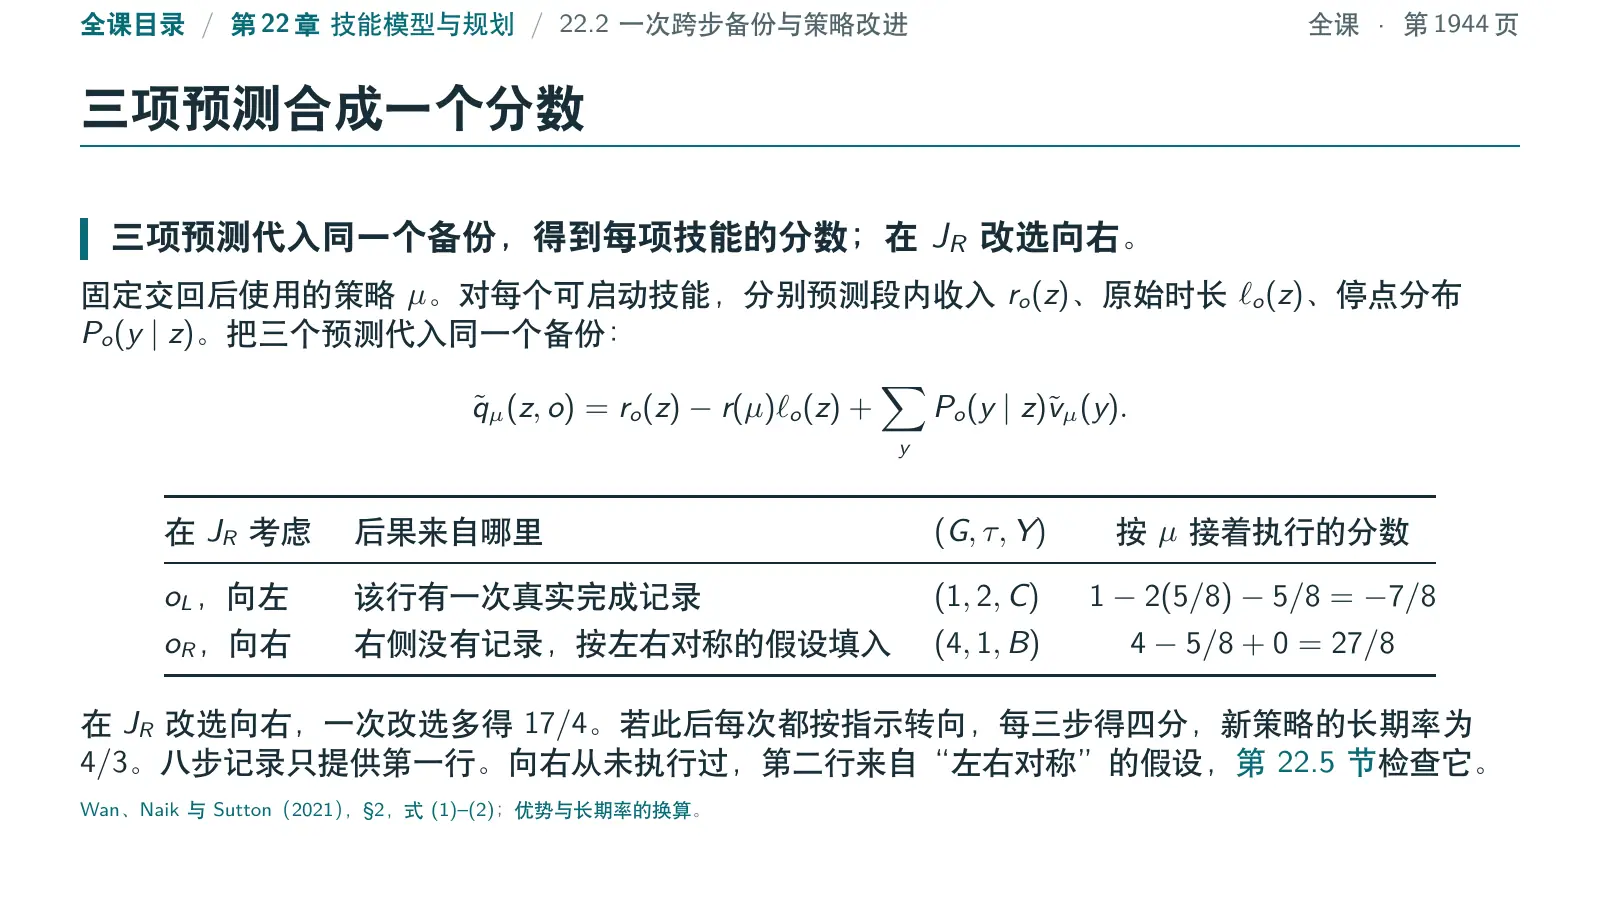 全课目录 / 第 22 章 技能模型与规划 / 22.2 一次跨步备份与策略改进
全课 · 第 1944 页
三项预测合成一个分数
三项预测代入同一个备份，得到每项技能的分数；在 J_R 改选向右。
固定交回后使用的策略 μ。对每个可启动技能，分别预测段内收入 r_o(z)、原始时长 ℓ_o(z)、停点分布
P_o(y | z)。把三个预测代入同一个备份：
q̃_μ(z, o) = r_o(z) − r(μ)ℓ_o(z) + ∑_y P_o(y | z)ṽ_μ(y).
在 J_R 考虑 后果来自哪里 (G, τ, Y) 按 μ 接着执行的分数
o_L，向左 该行有一次真实完成记录 (1, 2, C) 1 − 2(5/8) − 5/8 = −7/8
o_R，向右 右侧没有记录，按左右对称的假设填入 (4, 1, B) 4 − 5/8 + 0 = 27/8
在 J_R 改选向右，一次改选多得 17/4。若此后每次都按指示转向，每三步得四分，新策略的长期率为
4/3。八步记录只提供第一行。向右从未执行过，第二行来自“左右对称”的假设，第 22.5 节检查它。
Wan、Naik 与 Sutton（2021），§2，式 (1)–(2)；优势与长期率的换算。